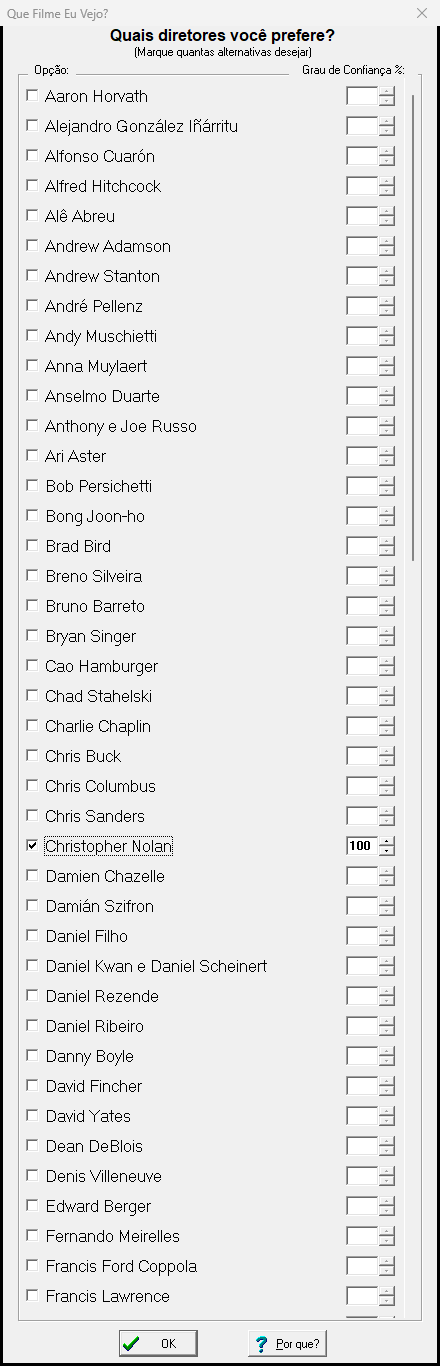 Que Filme Eu Vejo?
Quais diretores você prefere?
(Marque quantas alternativas desejar)
Opção: Grau de Confiança %:
Aaron Horvath
Alejandro González Iñárritu
Alfonso Cuarón
Alfred Hitchcock
Alê Abreu
Andrew Adamson
Andrew Stanton
André Pellenz
Andy Muschietti
Anna Muylaert
Anselmo Duarte
Anthony e Joe Russo
Ari Aster
Bob Persichetti
Bong Joon-ho
Brad Bird
Breno Silveira
Bruno Barreto
Bryan Singer
Cao Hamburger
Chad Stahelski
Charlie Chaplin
Chris Buck
Chris Columbus
Chris Sanders
Christopher Nolan 100
Damien Chazelle
Damián Szifron
Daniel Filho
Daniel Kwan e Daniel Scheinert
Daniel Rezende
Daniel Ribeiro
Danny Boyle
David Fincher
David Yates
Dean DeBlois
Denis Villeneuve
Edward Berger
Fernando Meirelles
Francis Ford Coppola
Francis Lawrence
OK ? Por que?